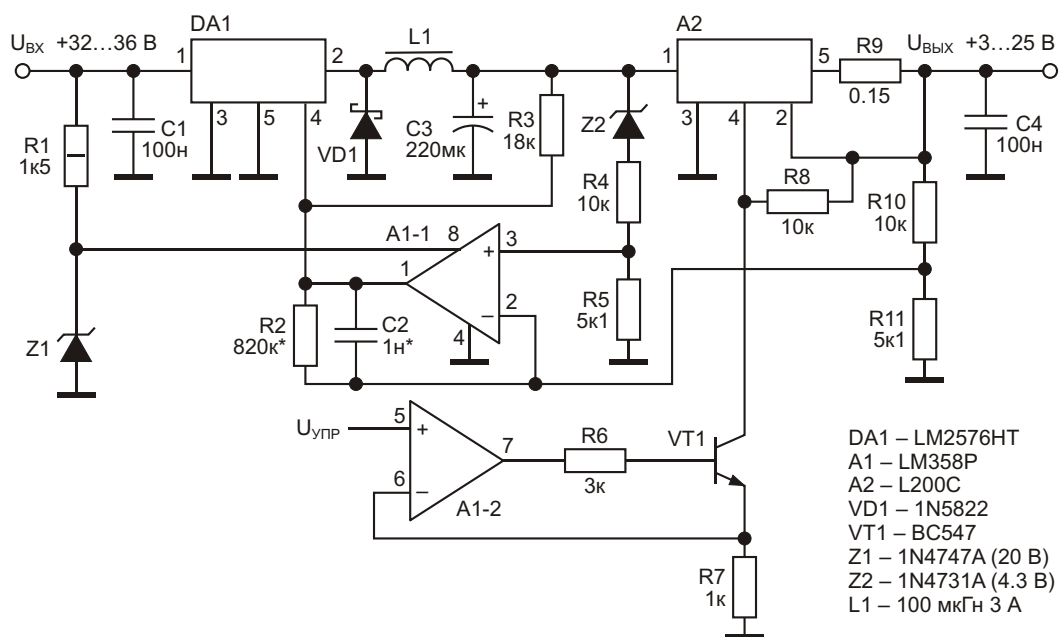 DA1
A2
L1
U_ВХ +32...36 В
U_ВЫХ +3...25 В
1
2
3
5
4
1
5
3
4
2
R9
0.15
R1
1к5
C1
100н
VD1
C3
+
220мк
R3
18к
Z2
R4
10к
R8
10к
R10
10к
C4
100н
A1-1
8
1
3
+
2
–
4
R5
5к1
R11
5к1
R2
820к*
C2
1н*
Z1
U_УПР
5
+
6
–
7
A1-2
R6
3к
VT1
R7
1к
DA1 – LM2576HT
A1 – LM358P
A2 – L200C
VD1 – 1N5822
VT1 – BC547
Z1 – 1N4747A (20 В)
Z2 – 1N4731A (4.3 В)
L1 – 100 мкГн 3 А